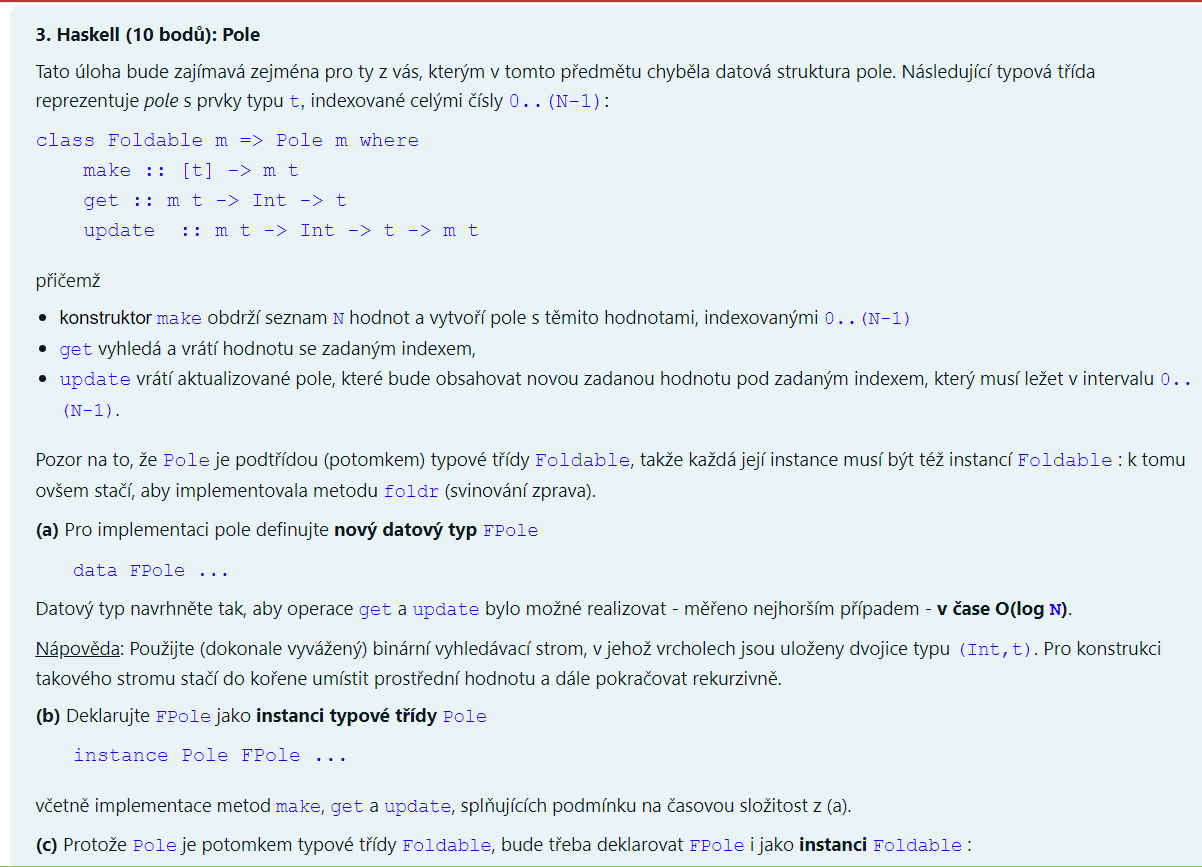 3. Haskell (10 bodů): Pole
Tato úloha bude zajímavá zejména pro ty z vás, kterým v tomto předmětu chyběla datová struktura pole. Následující typová třída
reprezentuje pole s prvky typu t, indexované celými čísly 0..(N-1):
class Foldable m => Pole m where
    make :: [t] -> m t
    get :: m t -> Int -> t
    update  :: m t -> Int -> t -> m t
přičemž
• konstruktor make obdrží seznam N hodnot a vytvoří pole s těmito hodnotami, indexovanými 0..(N-1)
• get vyhledá a vrátí hodnotu se zadaným indexem,
• update vrátí aktualizované pole, které bude obsahovat novou zadanou hodnotu pod zadaným indexem, který musí ležet v intervalu 0..
(N-1).
Pozor na to, že Pole je podtřídou (potomkem) typové třídy Foldable, takže každá její instance musí být též instancí Foldable : k tomu
ovšem stačí, aby implementovala metodu foldr (svinování zprava).
(a) Pro implementaci pole definujte nový datový typ FPole
data FPole ...
Datový typ navrhněte tak, aby operace get a update bylo možné realizovat - měřeno nejhorším případem - v čase O(log N).
Nápověda: Použijte (dokonale vyvážený) binární vyhledávací strom, v jehož vrcholech jsou uloženy dvojice typu (Int,t). Pro konstrukci
takového stromu stačí do kořene umístit prostřední hodnotu a dále pokračovat rekurzivně.
(b) Deklarujte FPole jako instanci typové třídy Pole
instance Pole FPole ...
včetně implementace metod make, get a update, splňujících podmínku na časovou složitost z (a).
(c) Protože Pole je potomkem typové třídy Foldable, bude třeba deklarovat FPole i jako instanci Foldable :